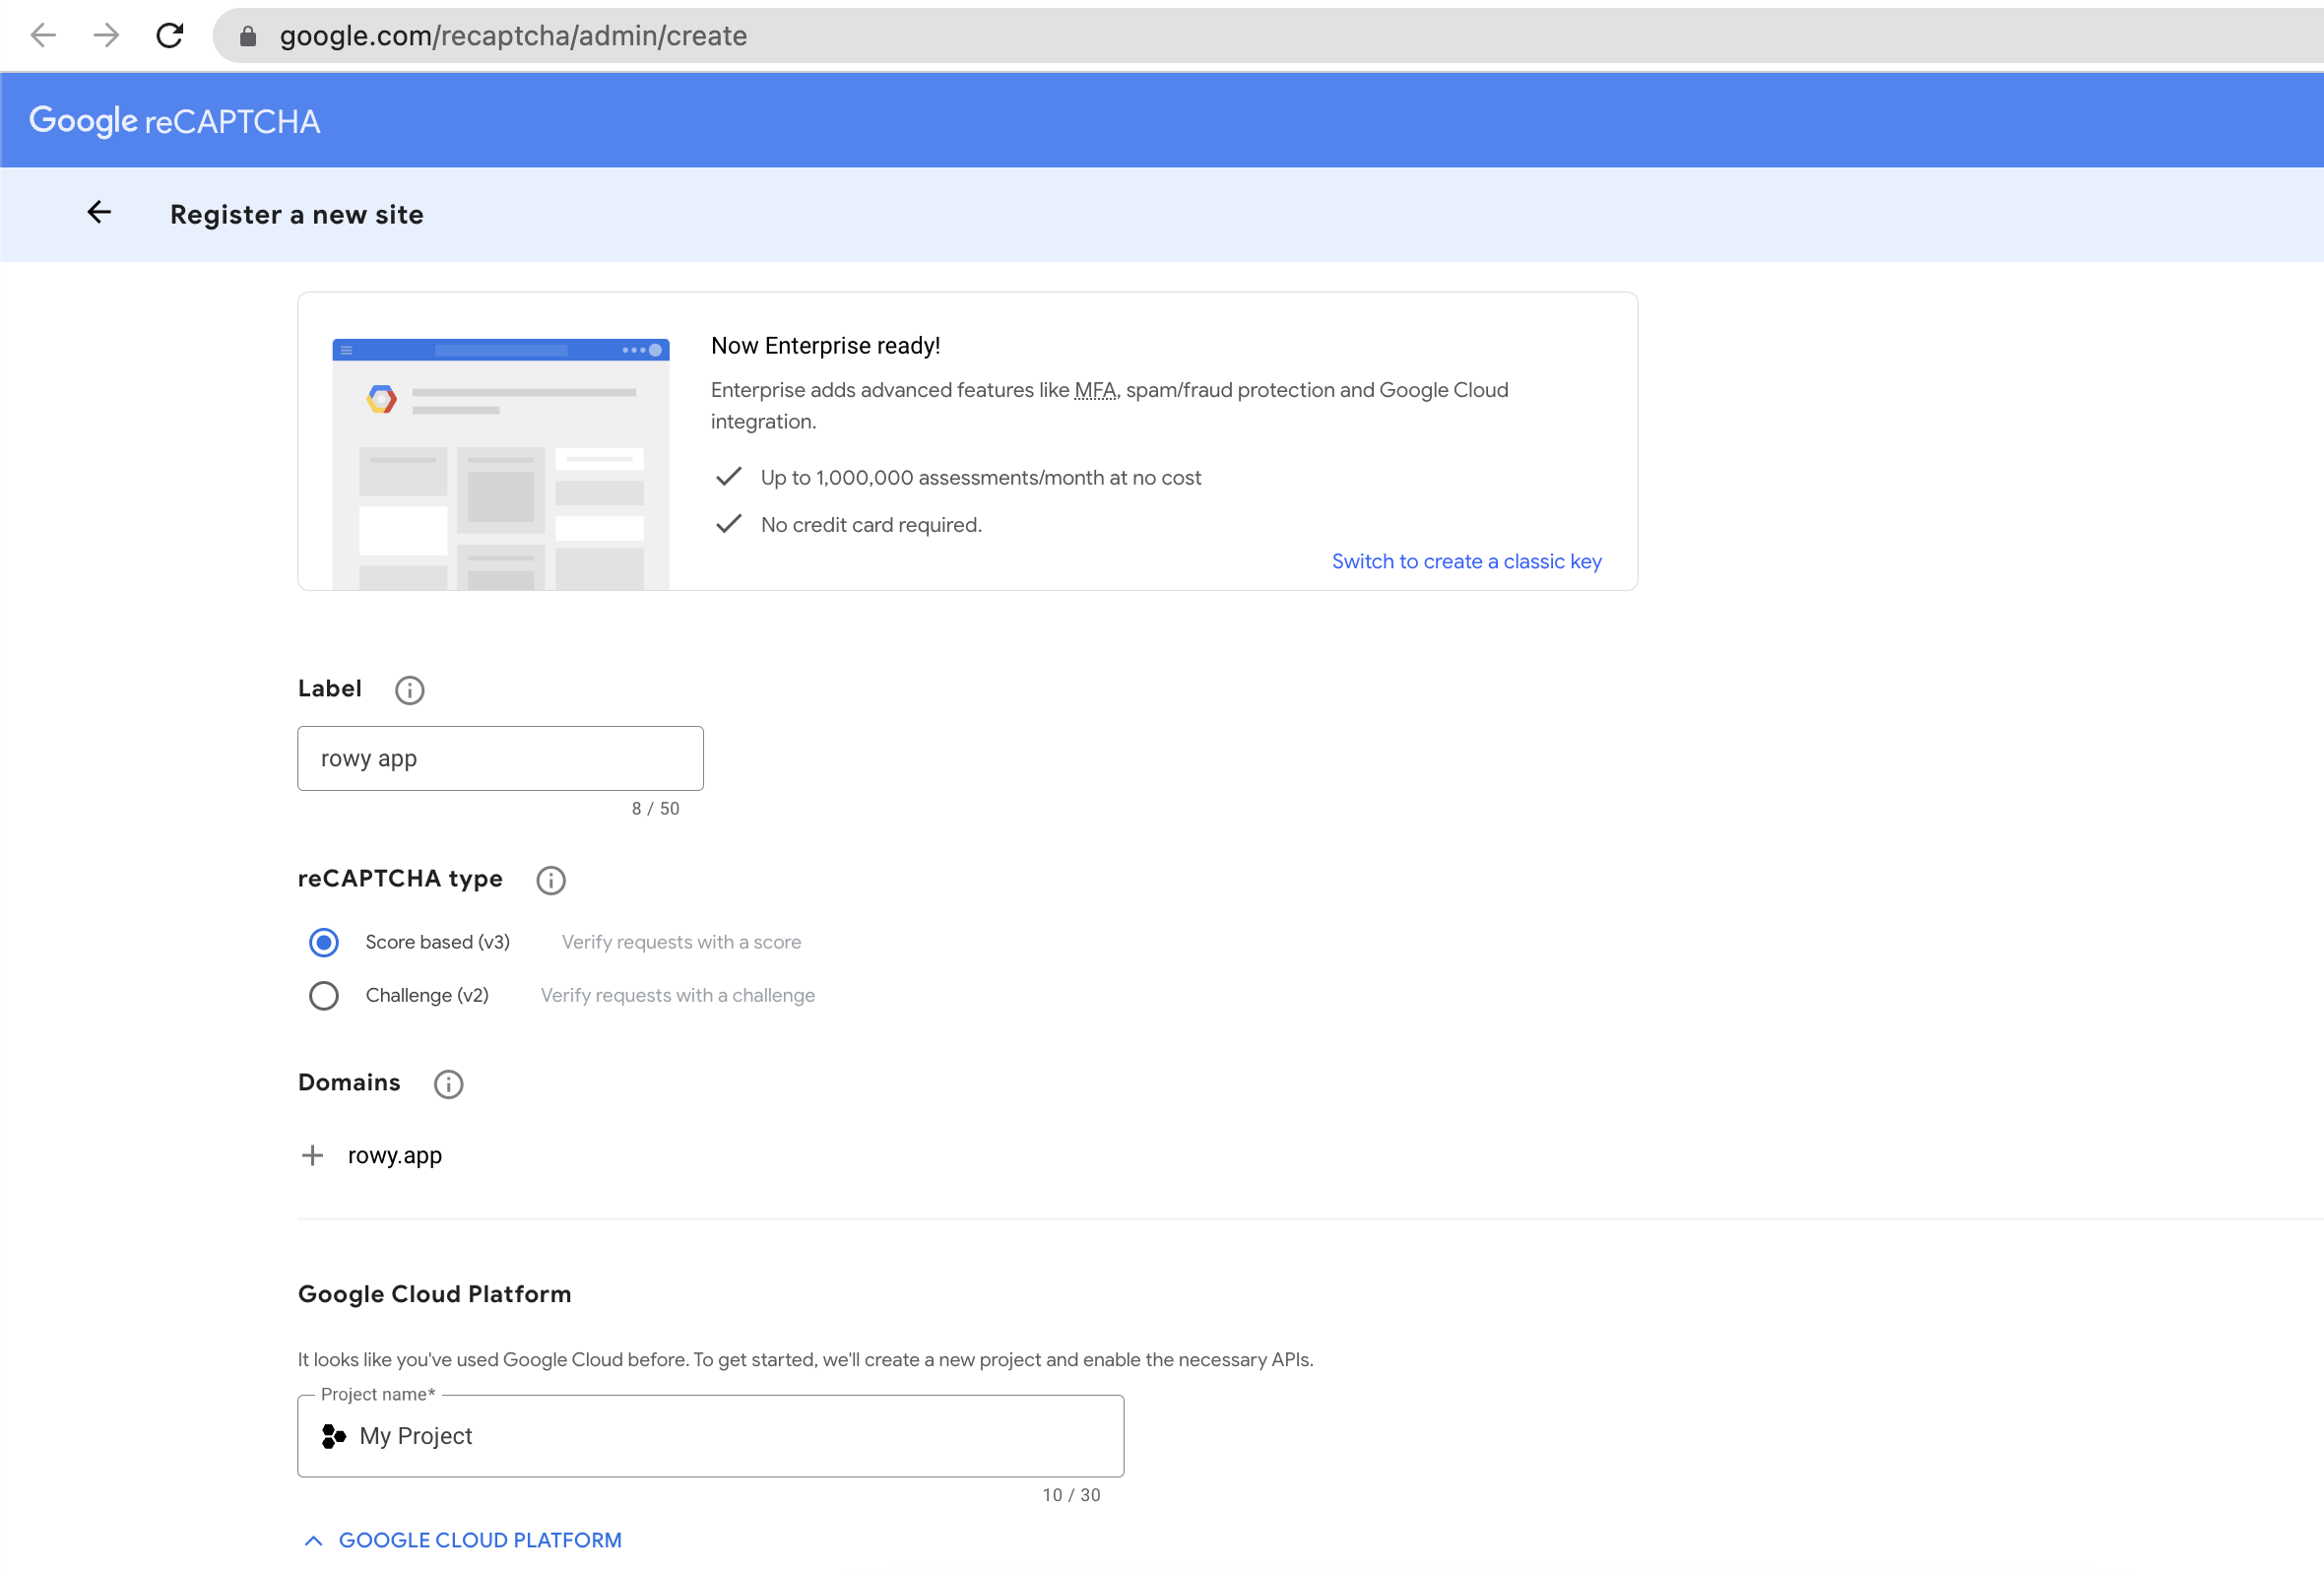 google.com/recaptcha/admin/create
Google reCAPTCHA
Register a new site
Now Enterprise ready!
Enterprise adds advanced features like MFA, spam/fraud protection and Google Cloud
integration.
Up to 1,000,000 assessments/month at no cost
No credit card required.
Switch to create a classic key
Label
rowy app
8 / 50
reCAPTCHA type
Score based (v3) Verify requests with a score
Challenge (v2) Verify requests with a challenge
Domains
rowy.app
Google Cloud Platform
It looks like you've used Google Cloud before. To get started, we'll create a new project and enable the necessary APIs.
Project name*
My Project
10 / 30
GOOGLE CLOUD PLATFORM